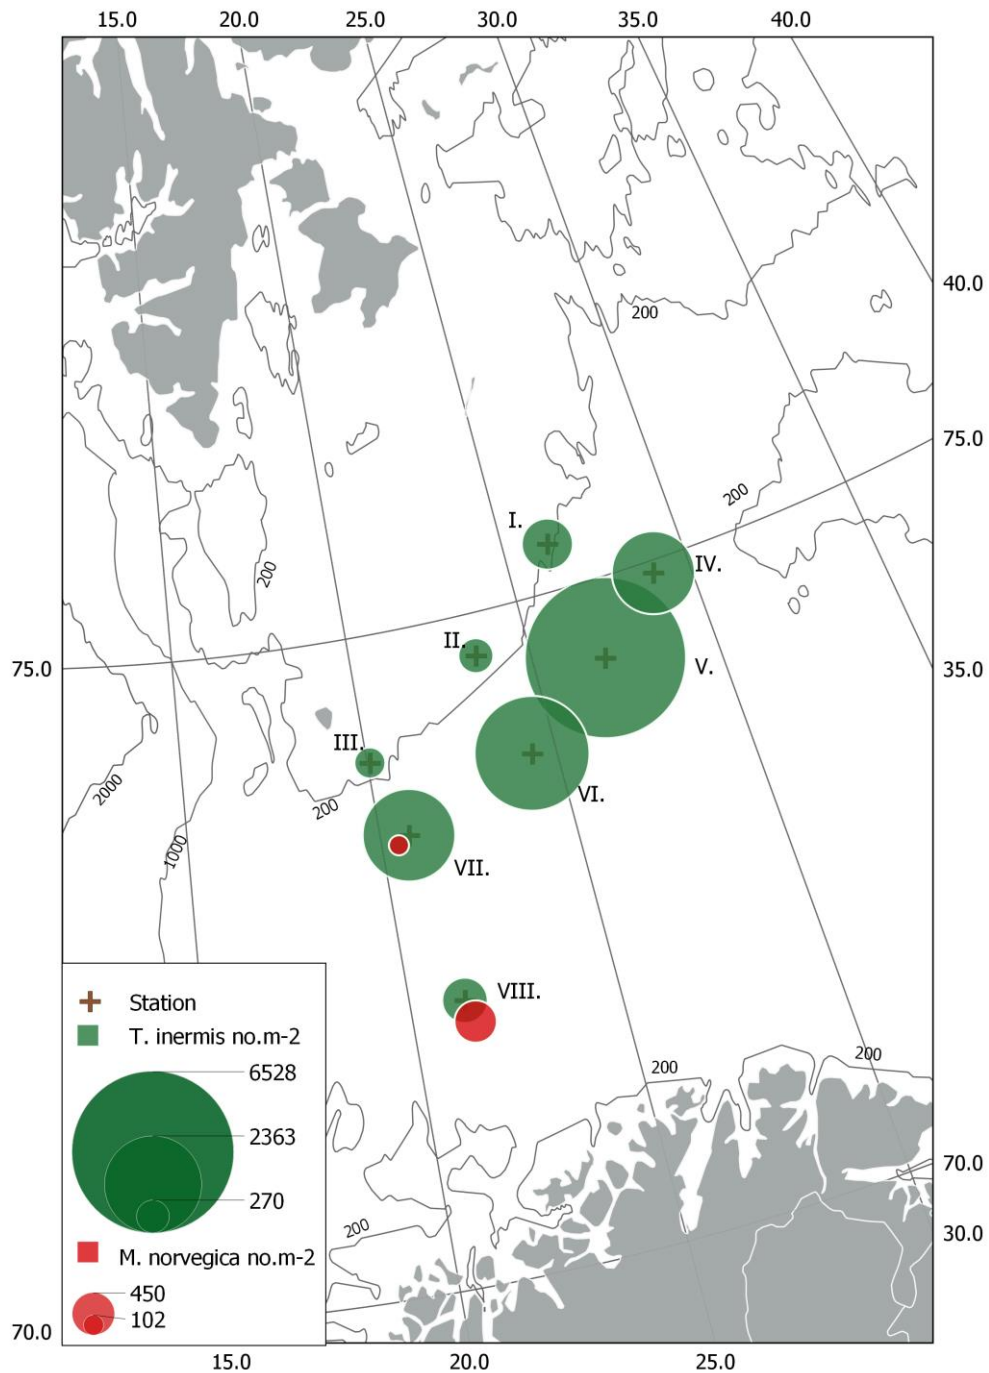 15.0 20.0 25.0 30.0 35.0 40.0
200
40.0
75.0
200
I.
IV.
200
II.
V.
75.0
35.0
III.
VI.
2000
200
1000
VII.
VIII.
Station
T. inermis no.m-2
200
200
6528
2363
270
70.0
200
30.0
M. norvegica no.m-2
450
102
70.0
15.0 20.0 25.0